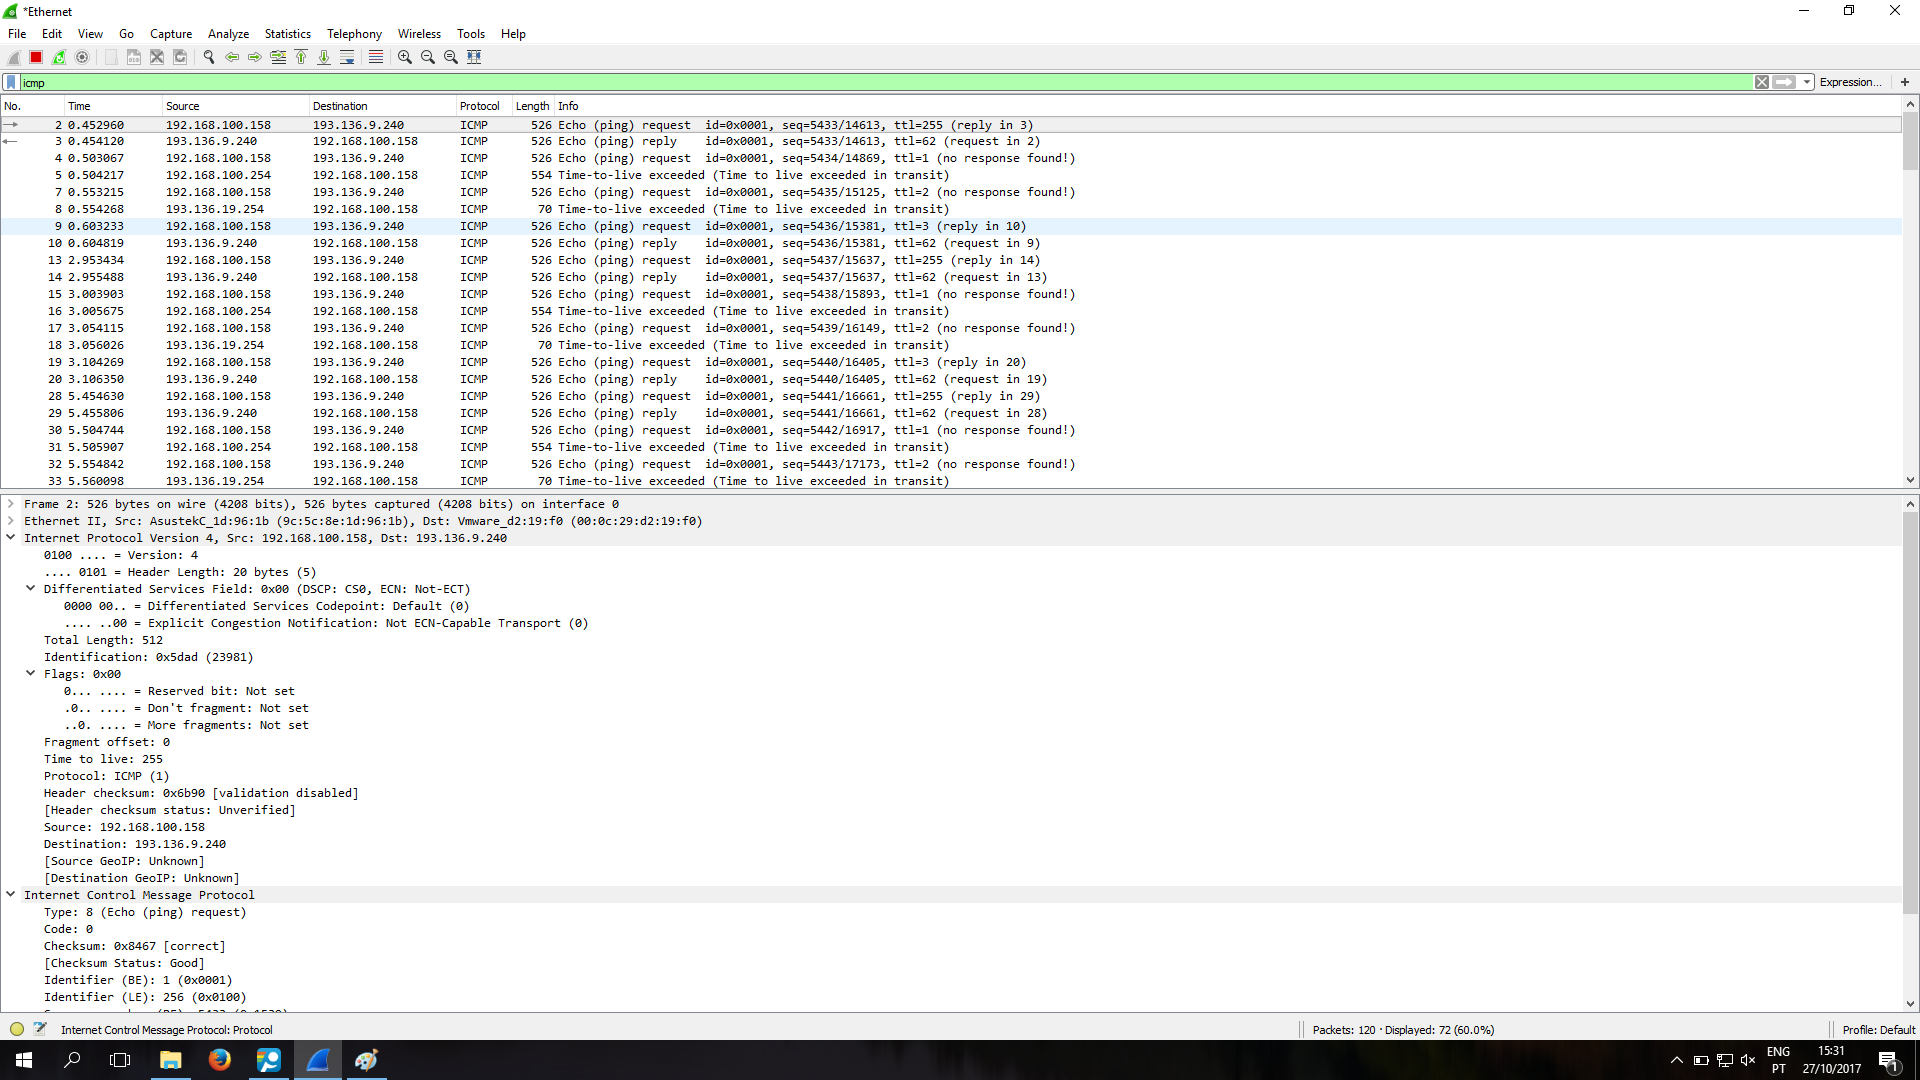 *Ethernet
File Edit View Go Capture Analyze Statistics Telephony Wireless Tools Help
icmp Expression... +
No. Time Source Destination Protocol Length Info
2 0.452960 192.168.100.158 193.136.9.240 ICMP 526 Echo (ping) request id=0x0001, seq=5433/14613, ttl=255 (reply in 3)
3 0.454120 193.136.9.240 192.168.100.158 ICMP 526 Echo (ping) reply id=0x0001, seq=5433/14613, ttl=62 (request in 2)
4 0.503067 192.168.100.158 193.136.9.240 ICMP 526 Echo (ping) request id=0x0001, seq=5434/14869, ttl=1 (no response found!)
5 0.504217 192.168.100.254 192.168.100.158 ICMP 554 Time-to-live exceeded (Time to live exceeded in transit)
7 0.553215 192.168.100.158 193.136.9.240 ICMP 526 Echo (ping) request id=0x0001, seq=5435/15125, ttl=2 (no response found!)
8 0.554268 193.136.19.254 192.168.100.158 ICMP 70 Time-to-live exceeded (Time to live exceeded in transit)
9 0.603233 192.168.100.158 193.136.9.240 ICMP 526 Echo (ping) request id=0x0001, seq=5436/15381, ttl=3 (reply in 10)
10 0.604819 193.136.9.240 192.168.100.158 ICMP 526 Echo (ping) reply id=0x0001, seq=5436/15381, ttl=62 (request in 9)
13 2.953434 192.168.100.158 193.136.9.240 ICMP 526 Echo (ping) request id=0x0001, seq=5437/15637, ttl=255 (reply in 14)
14 2.955488 193.136.9.240 192.168.100.158 ICMP 526 Echo (ping) reply id=0x0001, seq=5437/15637, ttl=62 (request in 13)
15 3.003903 192.168.100.158 193.136.9.240 ICMP 526 Echo (ping) request id=0x0001, seq=5438/15893, ttl=1 (no response found!)
16 3.005675 192.168.100.254 192.168.100.158 ICMP 554 Time-to-live exceeded (Time to live exceeded in transit)
17 3.054115 192.168.100.158 193.136.9.240 ICMP 526 Echo (ping) request id=0x0001, seq=5439/16149, ttl=2 (no response found!)
18 3.056026 193.136.19.254 192.168.100.158 ICMP 70 Time-to-live exceeded (Time to live exceeded in transit)
19 3.104269 192.168.100.158 193.136.9.240 ICMP 526 Echo (ping) request id=0x0001, seq=5440/16405, ttl=3 (reply in 20)
20 3.106350 193.136.9.240 192.168.100.158 ICMP 526 Echo (ping) reply id=0x0001, seq=5440/16405, ttl=62 (request in 19)
28 5.454630 192.168.100.158 193.136.9.240 ICMP 526 Echo (ping) request id=0x0001, seq=5441/16661, ttl=255 (reply in 29)
29 5.455806 193.136.9.240 192.168.100.158 ICMP 526 Echo (ping) reply id=0x0001, seq=5441/16661, ttl=62 (request in 28)
30 5.504744 192.168.100.158 193.136.9.240 ICMP 526 Echo (ping) request id=0x0001, seq=5442/16917, ttl=1 (no response found!)
31 5.505907 192.168.100.254 192.168.100.158 ICMP 554 Time-to-live exceeded (Time to live exceeded in transit)
32 5.554842 192.168.100.158 193.136.9.240 ICMP 526 Echo (ping) request id=0x0001, seq=5443/17173, ttl=2 (no response found!)
33 5.560098 193.136.19.254 192.168.100.158 ICMP 70 Time-to-live exceeded (Time to live exceeded in transit)
Frame 2: 526 bytes on wire (4208 bits), 526 bytes captured (4208 bits) on interface 0
Ethernet II, Src: AsustekC_1d:96:1b (9c:5c:8e:1d:96:1b), Dst: Vmware_d2:19:f0 (00:0c:29:d2:19:f0)
Internet Protocol Version 4, Src: 192.168.100.158, Dst: 193.136.9.240
0100 .... = Version: 4
.... 0101 = Header Length: 20 bytes (5)
Differentiated Services Field: 0x00 (DSCP: CS0, ECN: Not-ECT)
0000 00.. = Differentiated Services Codepoint: Default (0)
.... ..00 = Explicit Congestion Notification: Not ECN-Capable Transport (0)
Total Length: 512
Identification: 0x5dad (23981)
Flags: 0x00
0... .... = Reserved bit: Not set
.0.. .... = Don't fragment: Not set
..0. .... = More fragments: Not set
Fragment offset: 0
Time to live: 255
Protocol: ICMP (1)
Header checksum: 0x6b90 [validation disabled]
[Header checksum status: Unverified]
Source: 192.168.100.158
Destination: 193.136.9.240
[Source GeoIP: Unknown]
[Destination GeoIP: Unknown]
Internet Control Message Protocol
Type: 8 (Echo (ping) request)
Code: 0
Checksum: 0x8467 [correct]
[Checksum Status: Good]
Identifier (BE): 1 (0x0001)
Identifier (LE): 256 (0x0100)
Internet Control Message Protocol: Protocol Packets: 120 · Displayed: 72 (60.0%) Profile: Default
ENG 15:31
PT 27/10/2017 1